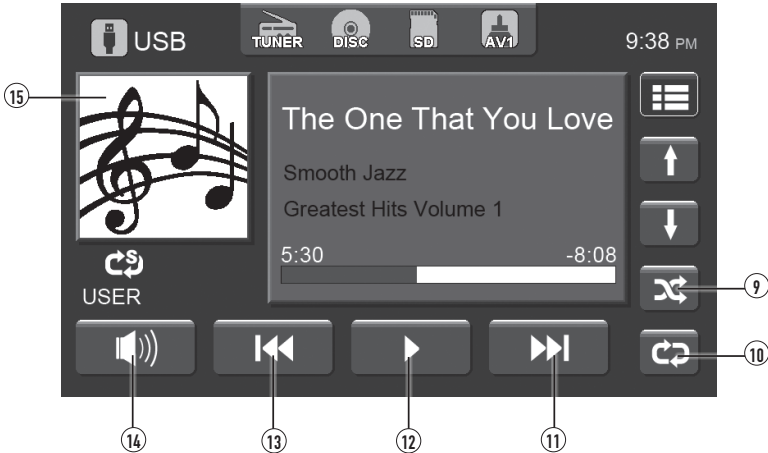 USB
TUNER DISC SD AV1
9:38 PM
15
The One That You Love
Smooth Jazz
Greatest Hits Volume 1
5:30 -8:08
S
USER
9
10
14 13 12 11